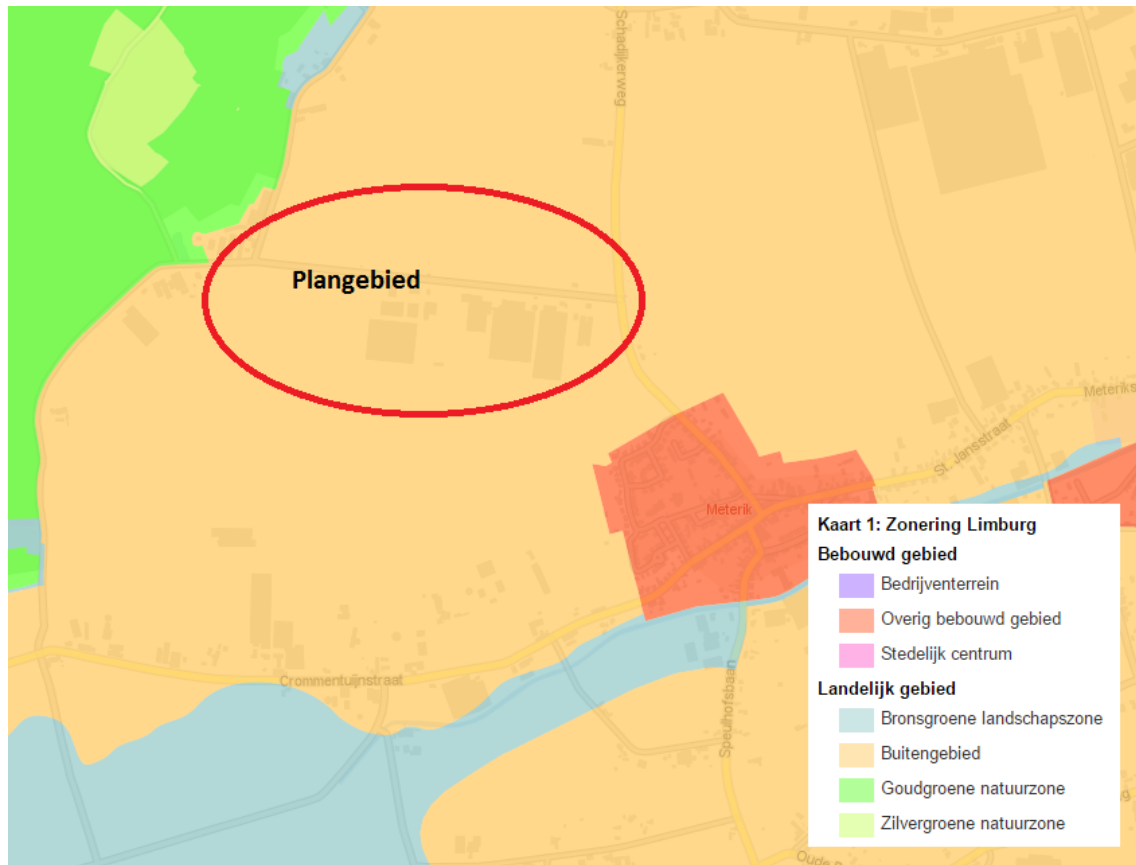 Schadijkerweg
Plangebied
Meteriks
St. Jansstraat
Meterik
Crommentuijnstraat
Speulhofsbaan
Kaart 1: Zonering Limburg
Bebouwd gebied
Bedrijventerrein
Overig bebouwd gebied
Stedelijk centrum
Landelijk gebied
Bronsgroene landschapszone
Buitengebied
Goudgroene natuurzone
Zilvergroene natuurzone